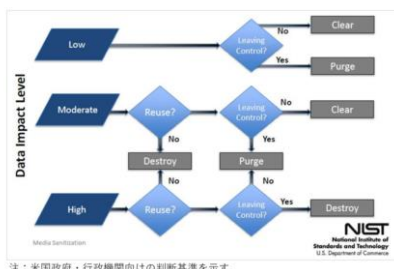 Data Impact Level
Low
Leaving
Control?
No
Clear
Yes
Purge
Moderate
Reuse?
Leaving
Control?
No
Clear
No
Yes
Destroy
Purge
No
No
High
Reuse?
Leaving
Control?
Yes
Destroy
Media Sanitization
NIST
National Institute of
Standards and Technology
U.S. Department of Commerce
注：米国政府・行政機関向けの判断基準を示す